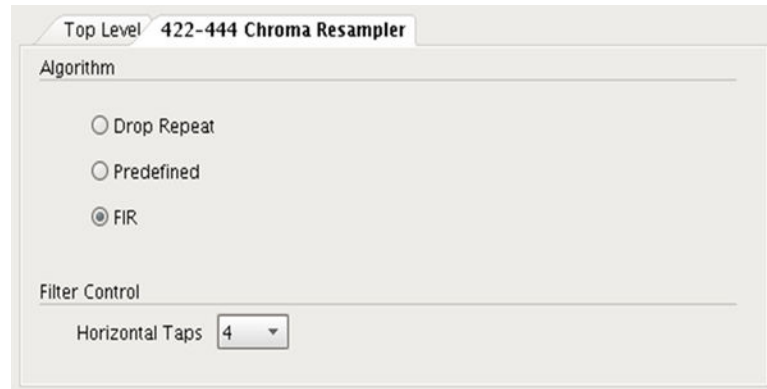 Top Level 422-444 Chroma Resampler
Algorithm
Drop Repeat
Predefined
FIR
Filter Control
Horizontal Taps 4